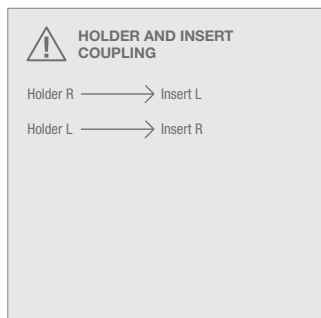 HOLDER AND INSERT
COUPLING
Holder R Insert L
Holder L Insert R